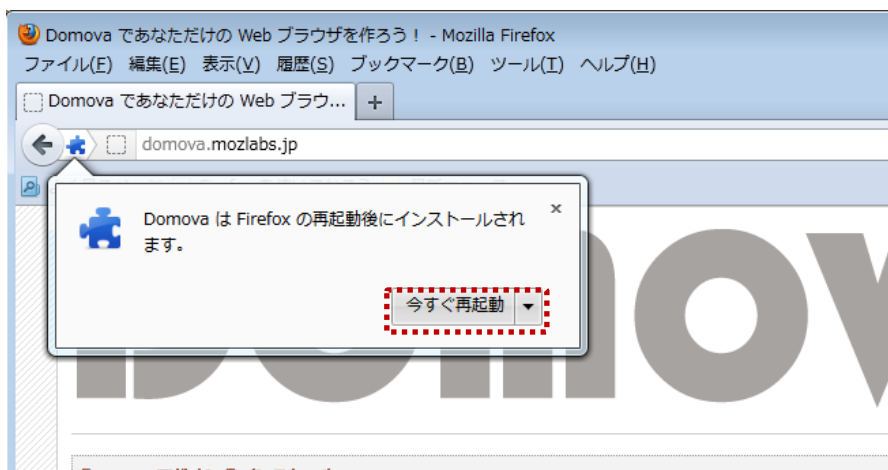 Domova であなただけの Web ブラウザを作ろう！ - Mozilla Firefox
ファイル(F) 編集(E) 表示(V) 履歴(S) ブックマーク(B) ツール(T) ヘルプ(H)
Domova であなただけの Web ブラウ... +
domova.mozlabs.jp
Domova は Firefox の再起動後にインストールされ
ます。
今すぐ再起動